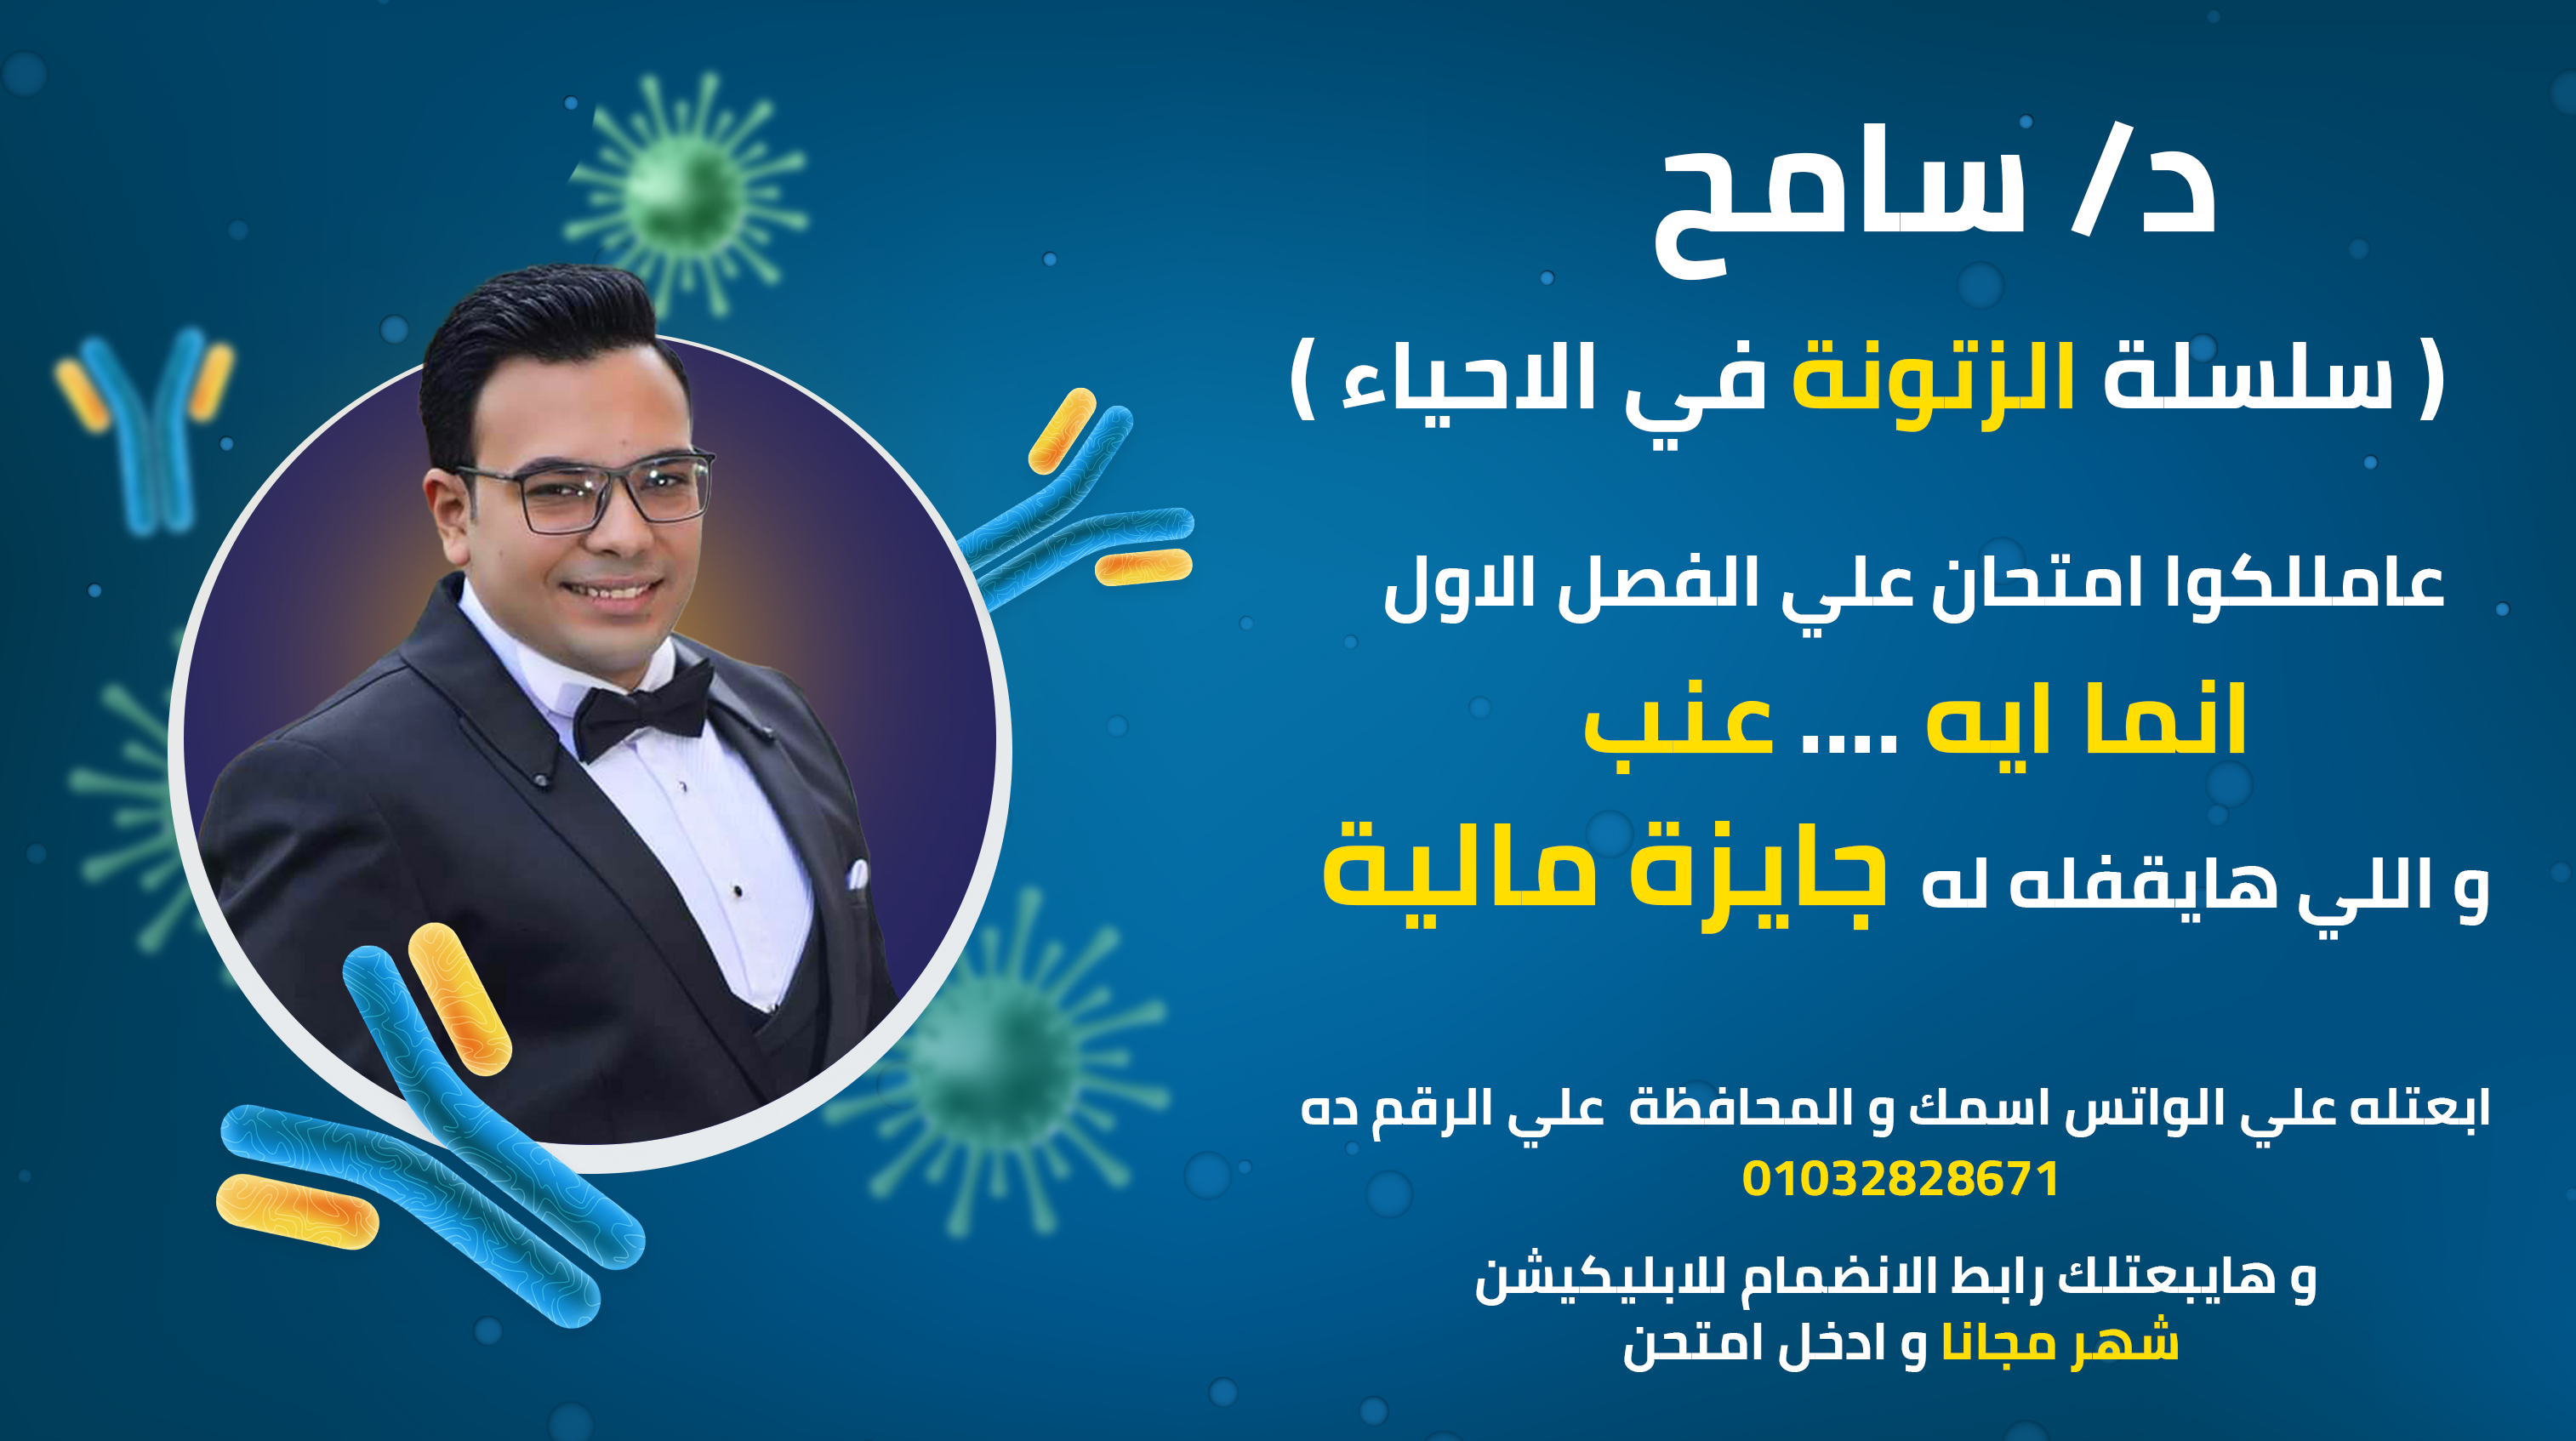 د/ سامح
( سلسلة الزتونة في الاحياء )
عامللكوا امتحان علي الفصل الاول
انما ايه .... عنب
و اللي هايقفله له جايزة مالية
ابعتله علي الواتس اسمك و المحافظة علي الرقم ده
01032828671
و هايبعتلك رابط الانضمام للابليكيشن
شهر مجانا و ادخل امتحن